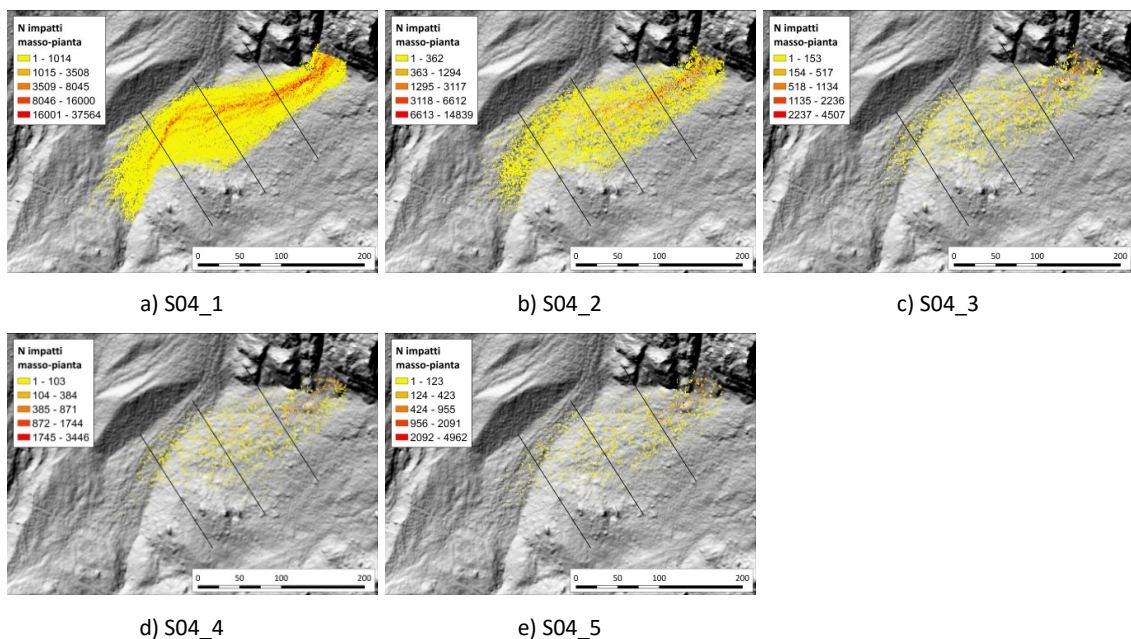 N impatti
masso-pianta
1 - 1014
1015 - 3508
3509 - 8045
8046 - 16000
16001 - 37564
0 50 100 200
a) S04_1
N impatti
masso-pianta
1 - 362
363 - 1294
1295 - 3117
3118 - 6612
6613 - 14839
0 50 100 200
b) S04_2
N impatti
masso-pianta
1 - 153
154 - 517
518 - 1134
1135 - 2236
2237 - 4507
0 50 100 200
c) S04_3
N impatti
masso-pianta
1 - 103
104 - 384
385 - 871
872 - 1744
1745 - 3446
0 50 100 200
d) S04_4
N impatti
masso-pianta
1 - 123
124 - 423
424 - 955
956 - 2091
2092 - 4962
0 50 100 200
e) S04_5